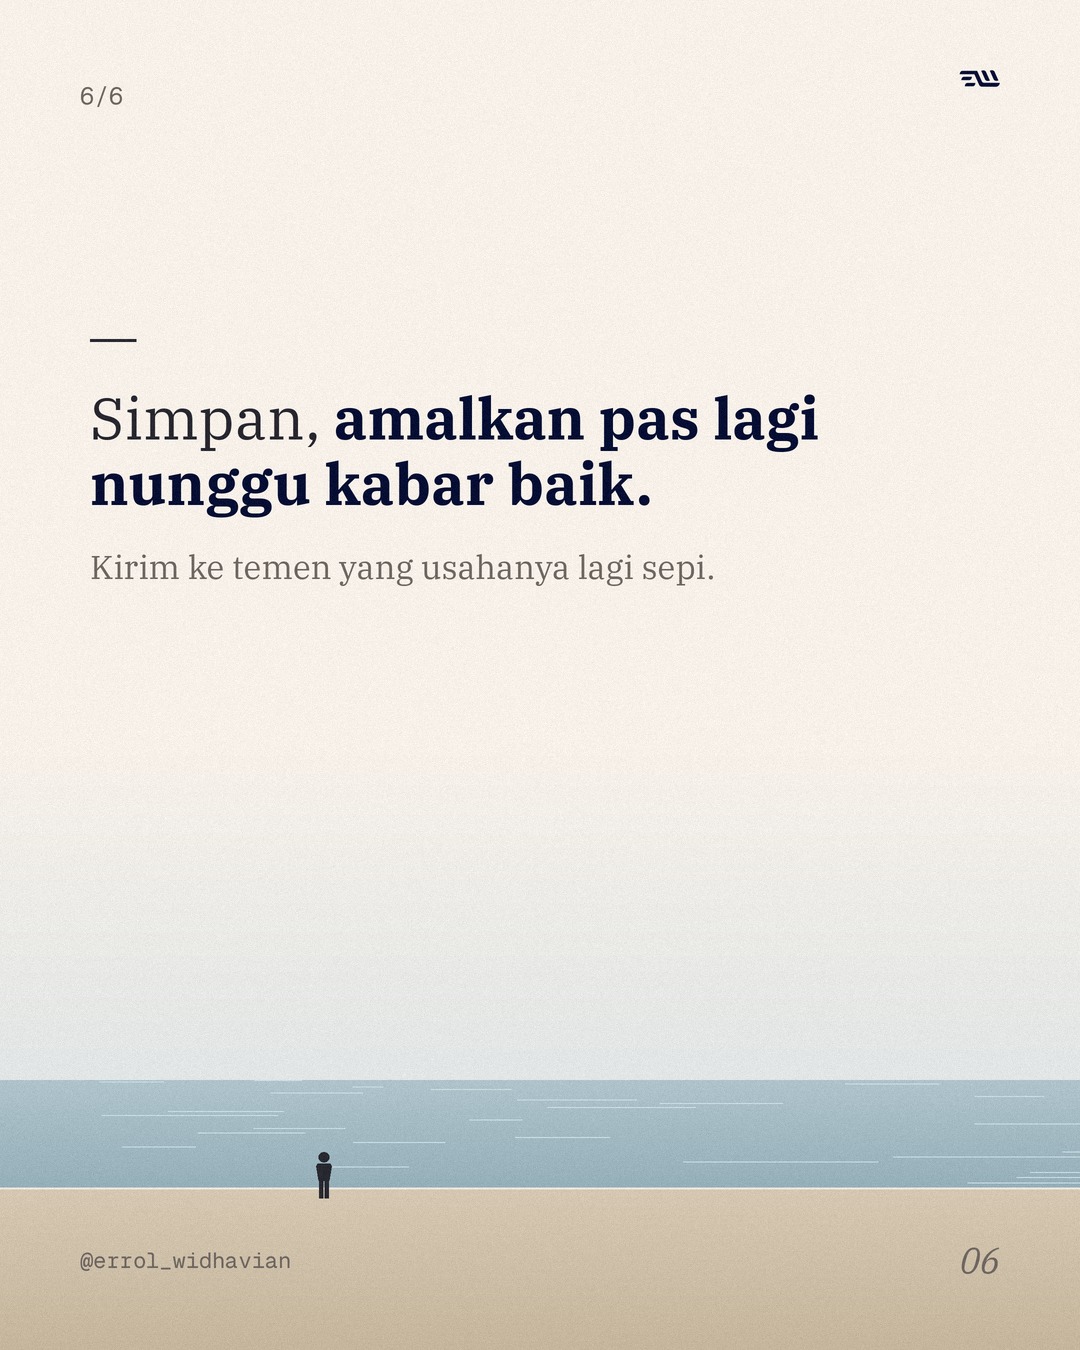 6/6
Simpan, amalkan pas lagi
nunggu kabar baik.
Kirim ke temen yang usahanya lagi sepi.
@errol_widhavian
06